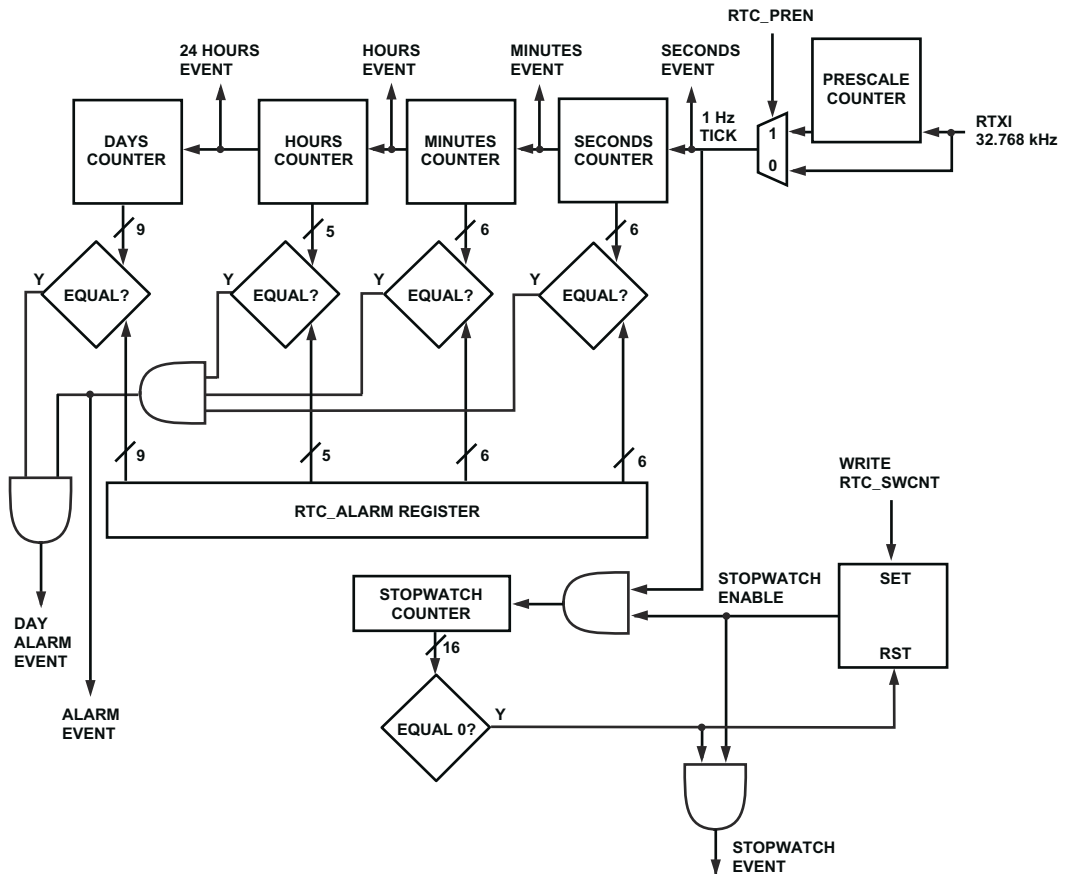 RTC_PREN
24 HOURS
EVENT
HOURS
EVENT
MINUTES
EVENT
SECONDS
EVENT
PRESCALE
COUNTER
RTXI
32.768 kHz
1 Hz
TICK
1
0
DAYS
COUNTER
HOURS
COUNTER
MINUTES
COUNTER
SECONDS
COUNTER
9
5
6
6
Y
EQUAL?
Y
EQUAL?
Y
EQUAL?
Y
EQUAL?
9
5
6
6
RTC_ALARM REGISTER
WRITE
RTC_SWCNT
STOPWATCH
ENABLE
SET
RST
STOPWATCH
COUNTER
16
EQUAL 0?
Y
DAY
ALARM
EVENT
ALARM
EVENT
STOPWATCH
EVENT